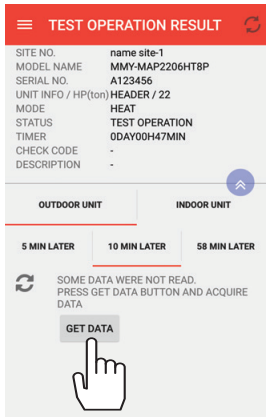 TEST OPERATION RESULT
SITE NO. name site-1
MODEL NAME MMY-MAP2206HT8P
SERIAL NO. A123456
UNIT INFO / HP(ton) HEADER / 22
MODE HEAT
STATUS TEST OPERATION
TIMER 0DAY00H47MIN
CHECK CODE -
DESCRIPTION -
OUTDOOR UNIT INDOOR UNIT
5 MIN LATER 10 MIN LATER 58 MIN LATER
SOME DATA WERE NOT READ.
PRESS GET DATA BUTTON AND ACQUIRE
DATA
GET DATA